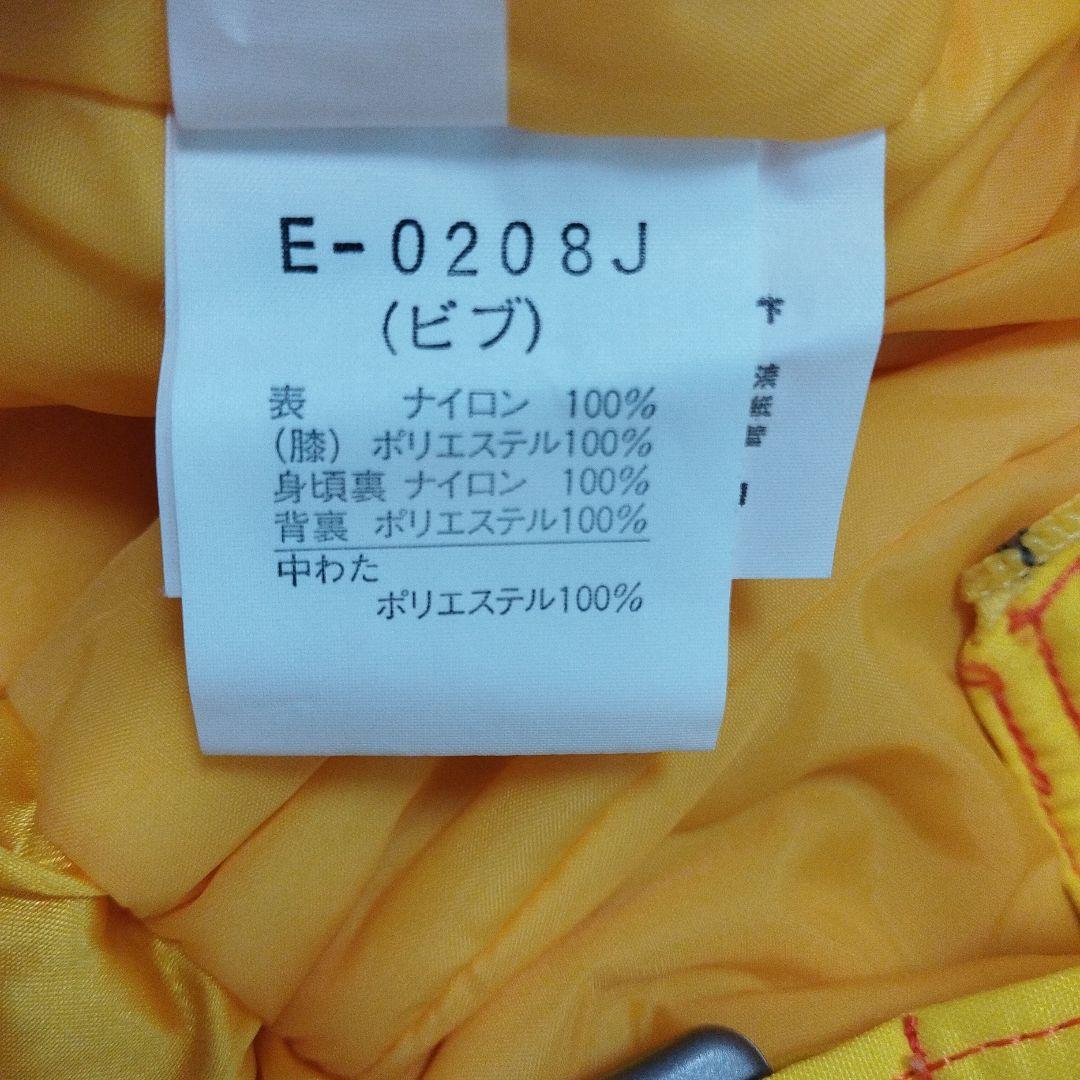 E-0208J
(ビブ)
表 ナイロン 100%
(膝) ポリエステル100%
身頃裏 ナイロン 100%
背裏 ポリエステル100%
中わた
ポリエステル100%